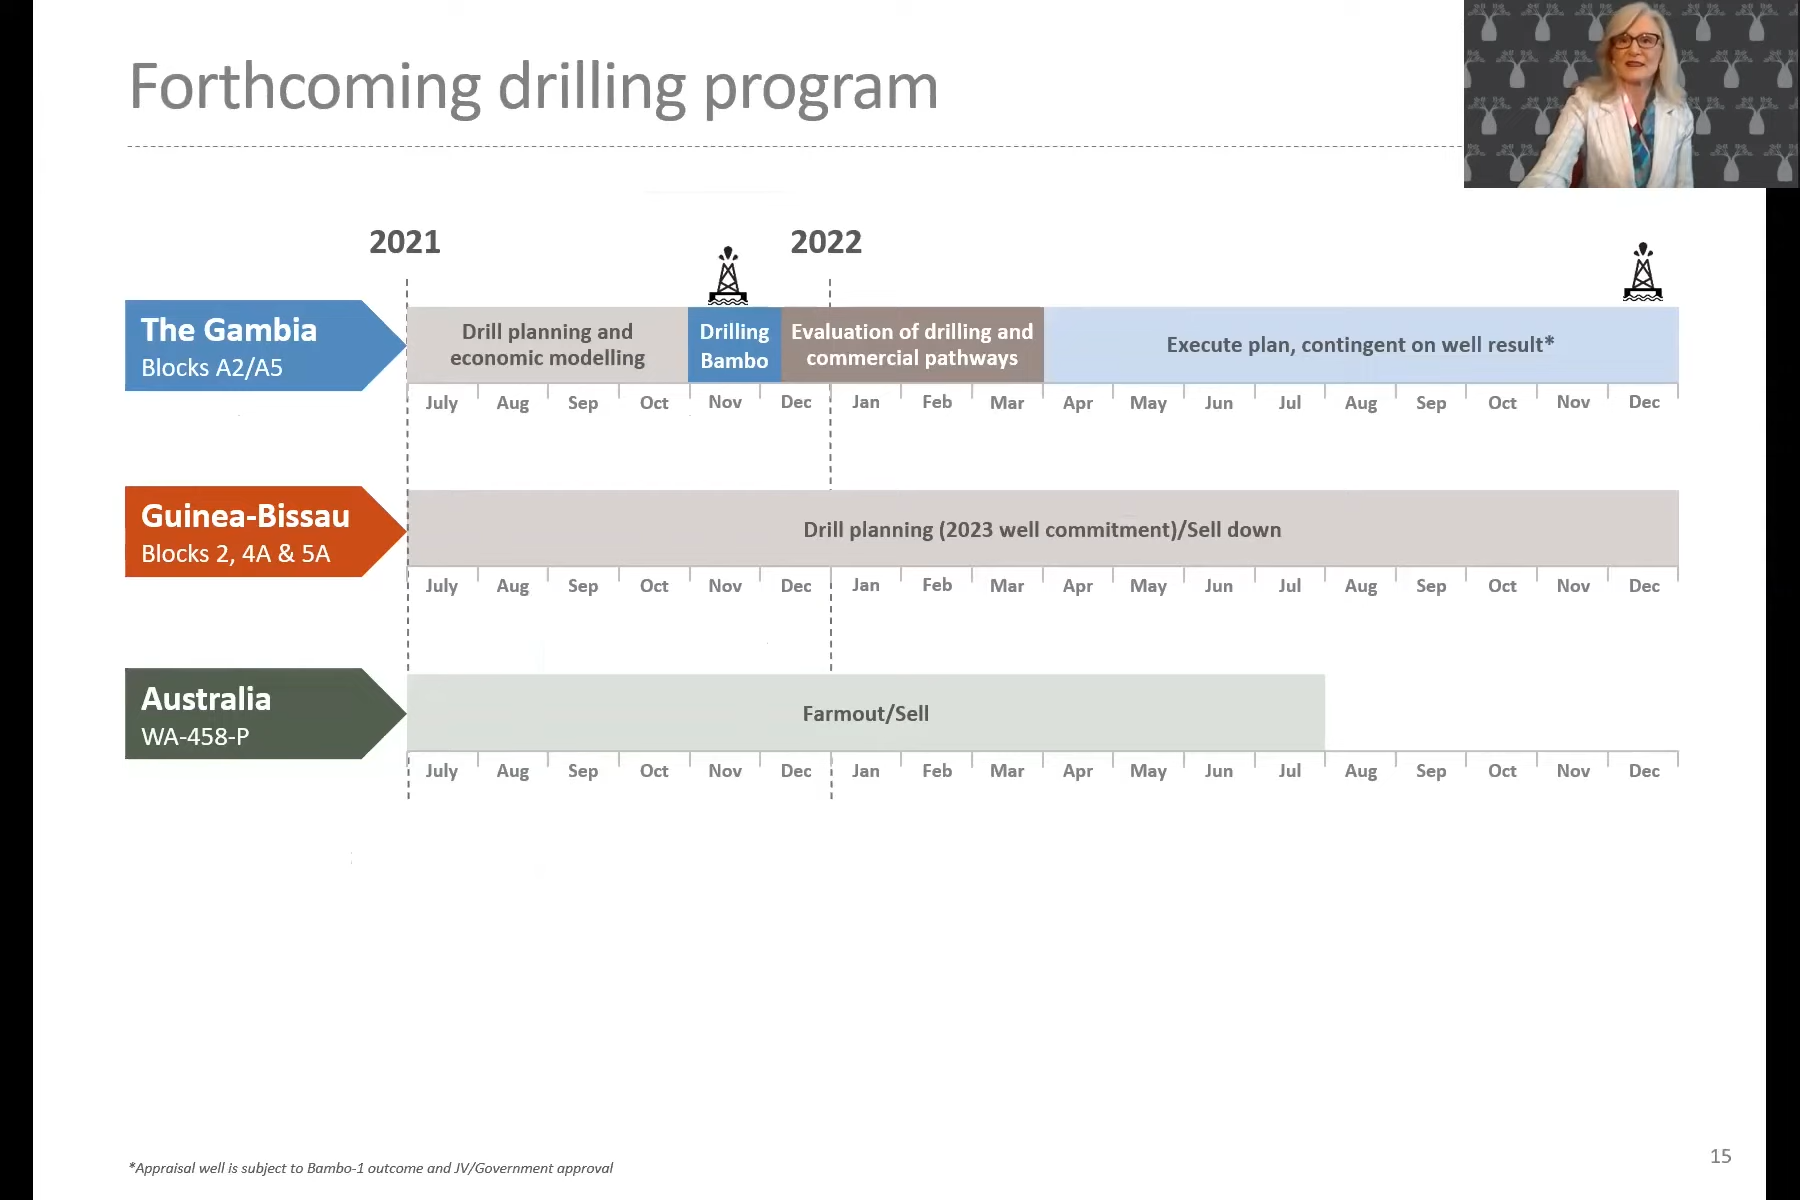 Forthcoming drilling program
2021
2022
The Gambia
Blocks A2/A5
Drill planning and
economic modelling
Drilling
Bambo
Evaluation of drilling and
commercial pathways
Execute plan, contingent on well result*
July Aug Sep Oct Nov Dec Jan Feb Mar Apr May Jun Jul Aug Sep Oct Nov Dec
Guinea-Bissau
Blocks 2, 4A & 5A
Drill planning (2023 well commitment)/Sell down
July Aug Sep Oct Nov Dec Jan Feb Mar Apr May Jun Jul Aug Sep Oct Nov Dec
Australia
WA-458-P
Farmout/Sell
July Aug Sep Oct Nov Dec Jan Feb Mar Apr May Jun Jul Aug Sep Oct Nov Dec
*Appraisal well is subject to Bambo-1 outcome and JV/Government approval
15